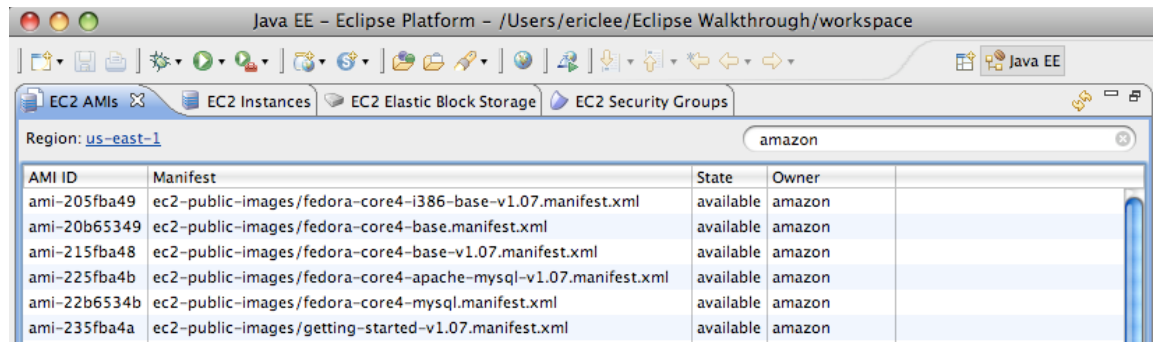 Java EE – Eclipse Platform – /Users/ericlee/Eclipse Walkthrough/workspace
Java EE
EC2 AMIs EC2 Instances EC2 Elastic Block Storage EC2 Security Groups
Region: us-east-1 amazon
AMI ID Manifest State Owner
ami-205fba49 ec2-public-images/fedora-core4-i386-base-v1.07.manifest.xml available amazon
ami-20b65349 ec2-public-images/fedora-core4-base.manifest.xml available amazon
ami-215fba48 ec2-public-images/fedora-core4-base-v1.07.manifest.xml available amazon
ami-225fba4b ec2-public-images/fedora-core4-apache-mysql-v1.07.manifest.xml available amazon
ami-22b6534b ec2-public-images/fedora-core4-mysql.manifest.xml available amazon
ami-235fba4a ec2-public-images/getting-started-v1.07.manifest.xml available amazon